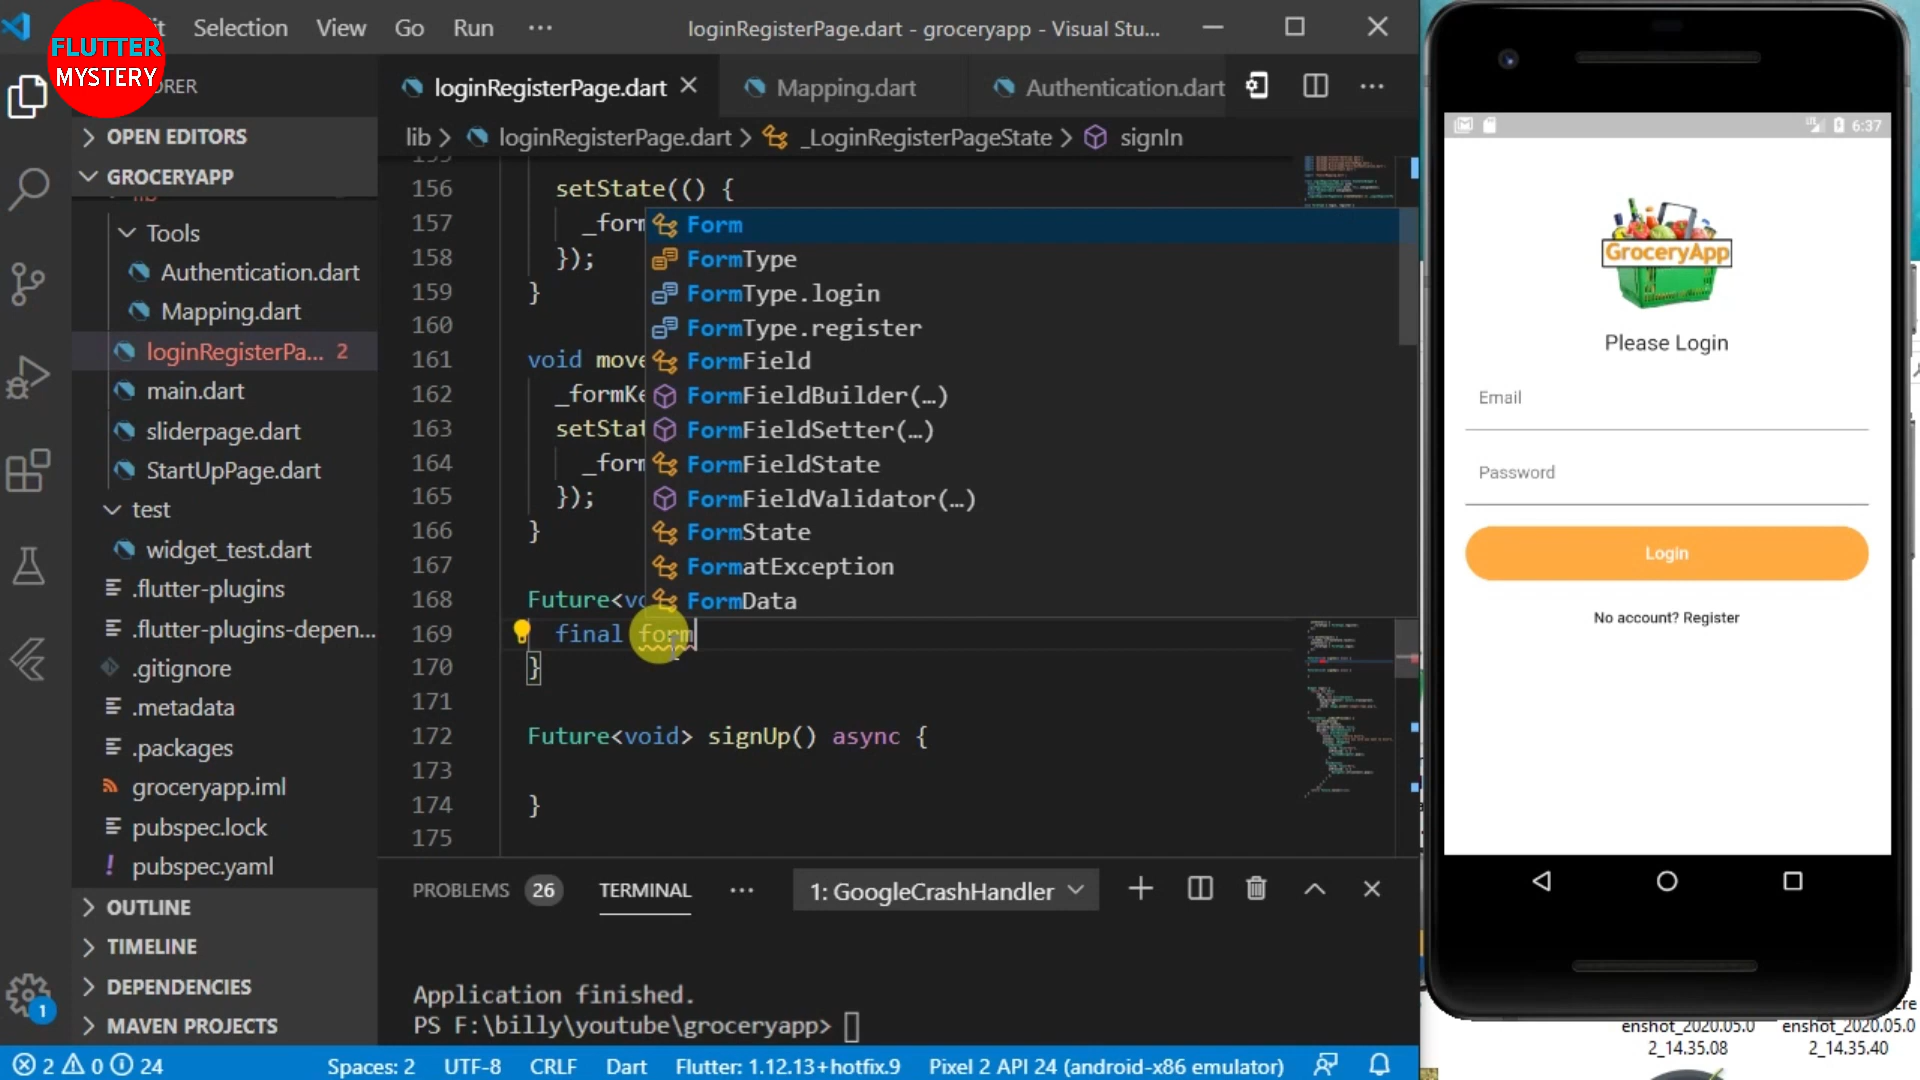 FLUTTER
MYSTERY
View
Selection
Go
Run
loginRegisterPage.dart - groceryapp - Visual Stu...
loginRegisterPage.dart
Mapping.dart
Authentication.dart
lib > loginRegisterPage.dart > _LoginRegisterPageState > signIn
OPEN EDITORS
GROCERYAPP
lib
Tools
Authentication.dart
Mapping.dart
loginRegisterPa... 2
main.dart
sliderpage.dart
StartUpPage.dart
test
widget_test.dart
.flutter-plugins
.flutter-plugins-depen...
.gitignore
.metadata
.packages
groceryapp.iml
pubspec.lock
pubspec.yaml
OUTLINE
TIMELINE
DEPENDENCIES
MAVEN PROJECTS
1
156 setState(() {
157 _form
158 });
159 }
160
161 void move
162 _formKe
163 setStat
164 _form
165 });
166 }
167
168 Future<vo
169 final form
170 }
171
172 Future<void> signUp() async {
173
174 }
175
Form
FormType
FormType.login
FormType.register
FormField
FormFieldBuilder(…)
FormFieldSetter(…)
FormFieldState
FormFieldValidator(…)
FormState
FormatException
FormData
PROBLEMS 26 TERMINAL
1: GoogleCrashHandler
Application finished.
PS F:\billy\youtube\groceryapp>
2 0 24
Spaces: 2 UTF-8 CRLF Dart Flutter: 1.12.13+hotfix.9 Pixel 2 API 24 (android-x86 emulator)
6:37
GroceryApp
Please Login
Email
Password
Login
No account? Register
enshot_2020.05.0
2_14.35.08
enshot_2020.05.0
2_14.35.40